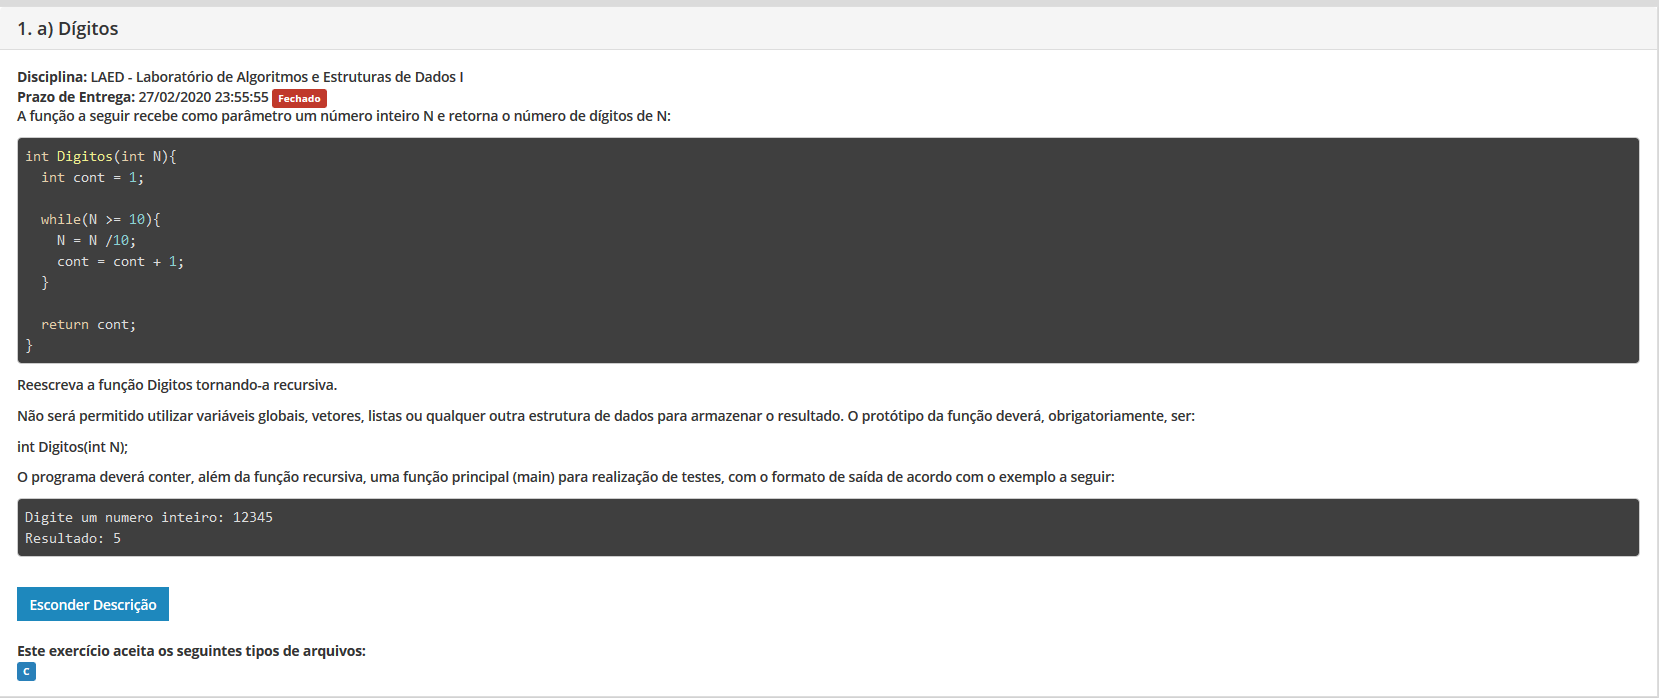 1. a) Dígitos
Disciplina: LAED - Laboratório de Algoritmos e Estruturas de Dados I
Prazo de Entrega: 27/02/2020 23:55:55 Fechado
A função a seguir recebe como parâmetro um número inteiro N e retorna o número de dígitos de N:
int Digitos(int N){
  int cont = 1;

  while(N >= 10){
    N = N /10;
    cont = cont + 1;
  }

  return cont;
}
Reescreva a função Digitos tornando-a recursiva.
Não será permitido utilizar variáveis globais, vetores, listas ou qualquer outra estrutura de dados para armazenar o resultado. O protótipo da função deverá, obrigatoriamente, ser:
int Digitos(int N);
O programa deverá conter, além da função recursiva, uma função principal (main) para realização de testes, com o formato de saída de acordo com o exemplo a seguir:
Digite um numero inteiro: 12345
Resultado: 5
Esconder Descrição
Este exercício aceita os seguintes tipos de arquivos:
C